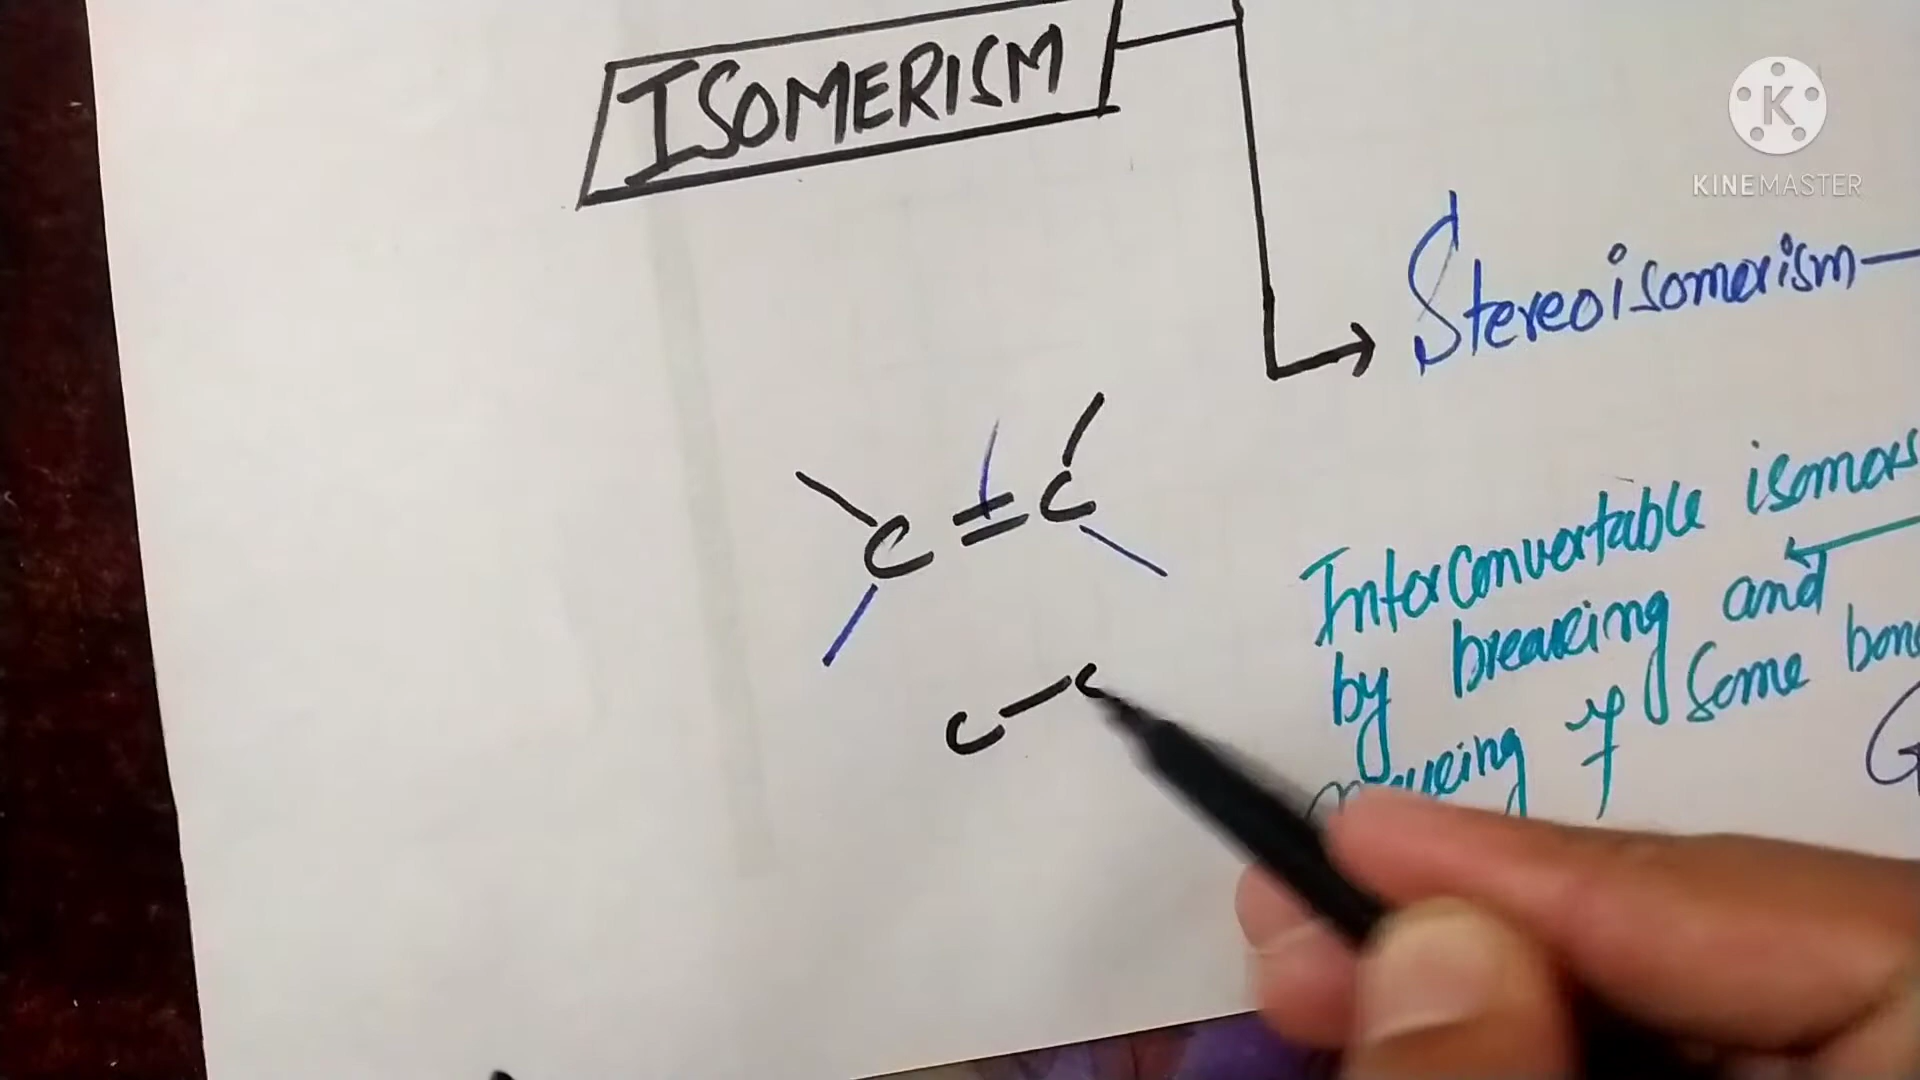 ISOMERISM
K
KINEMASTER
Stereoisomerism
C = C
Interconvertable isomers
by breaking and
of some bon
C - C
G